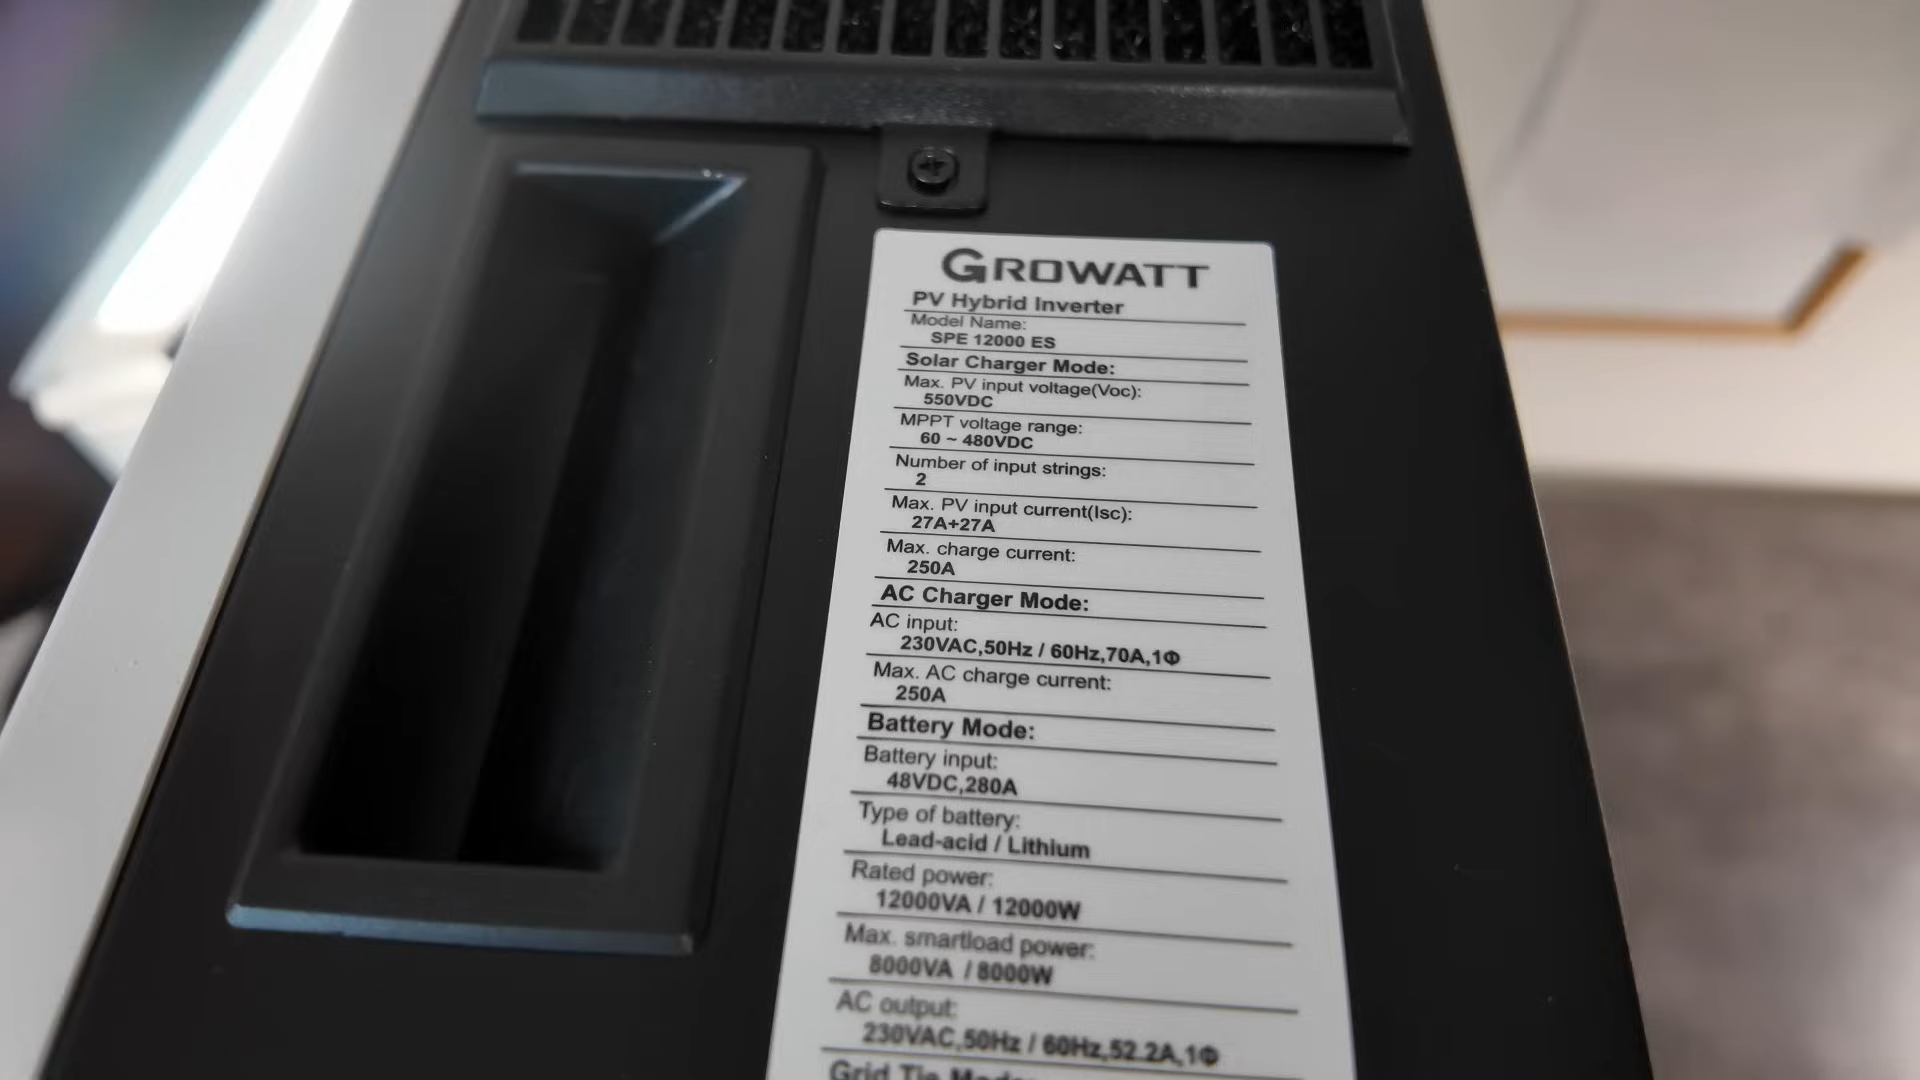 GROWATT
PV Hybrid Inverter
Model Name:
SPE 12000 ES
Solar Charger Mode:
Max. PV input voltage(Voc):
550VDC
MPPT voltage range:
60 ~ 480VDC
Number of input strings:
2
Max. PV input current(Isc):
27A+27A
Max. charge current:
250A
AC Charger Mode:
AC input:
230VAC,50Hz / 60Hz,70A,1Φ
Max. AC charge current:
250A
Battery Mode:
Battery input:
48VDC,280A
Type of battery:
Lead-acid / Lithium
Rated power:
12000VA / 12000W
Max. smartload power:
8000VA / 8000W
AC output:
230VAC,50Hz / 60Hz,52.2A,1Φ
Grid Tie Mode: